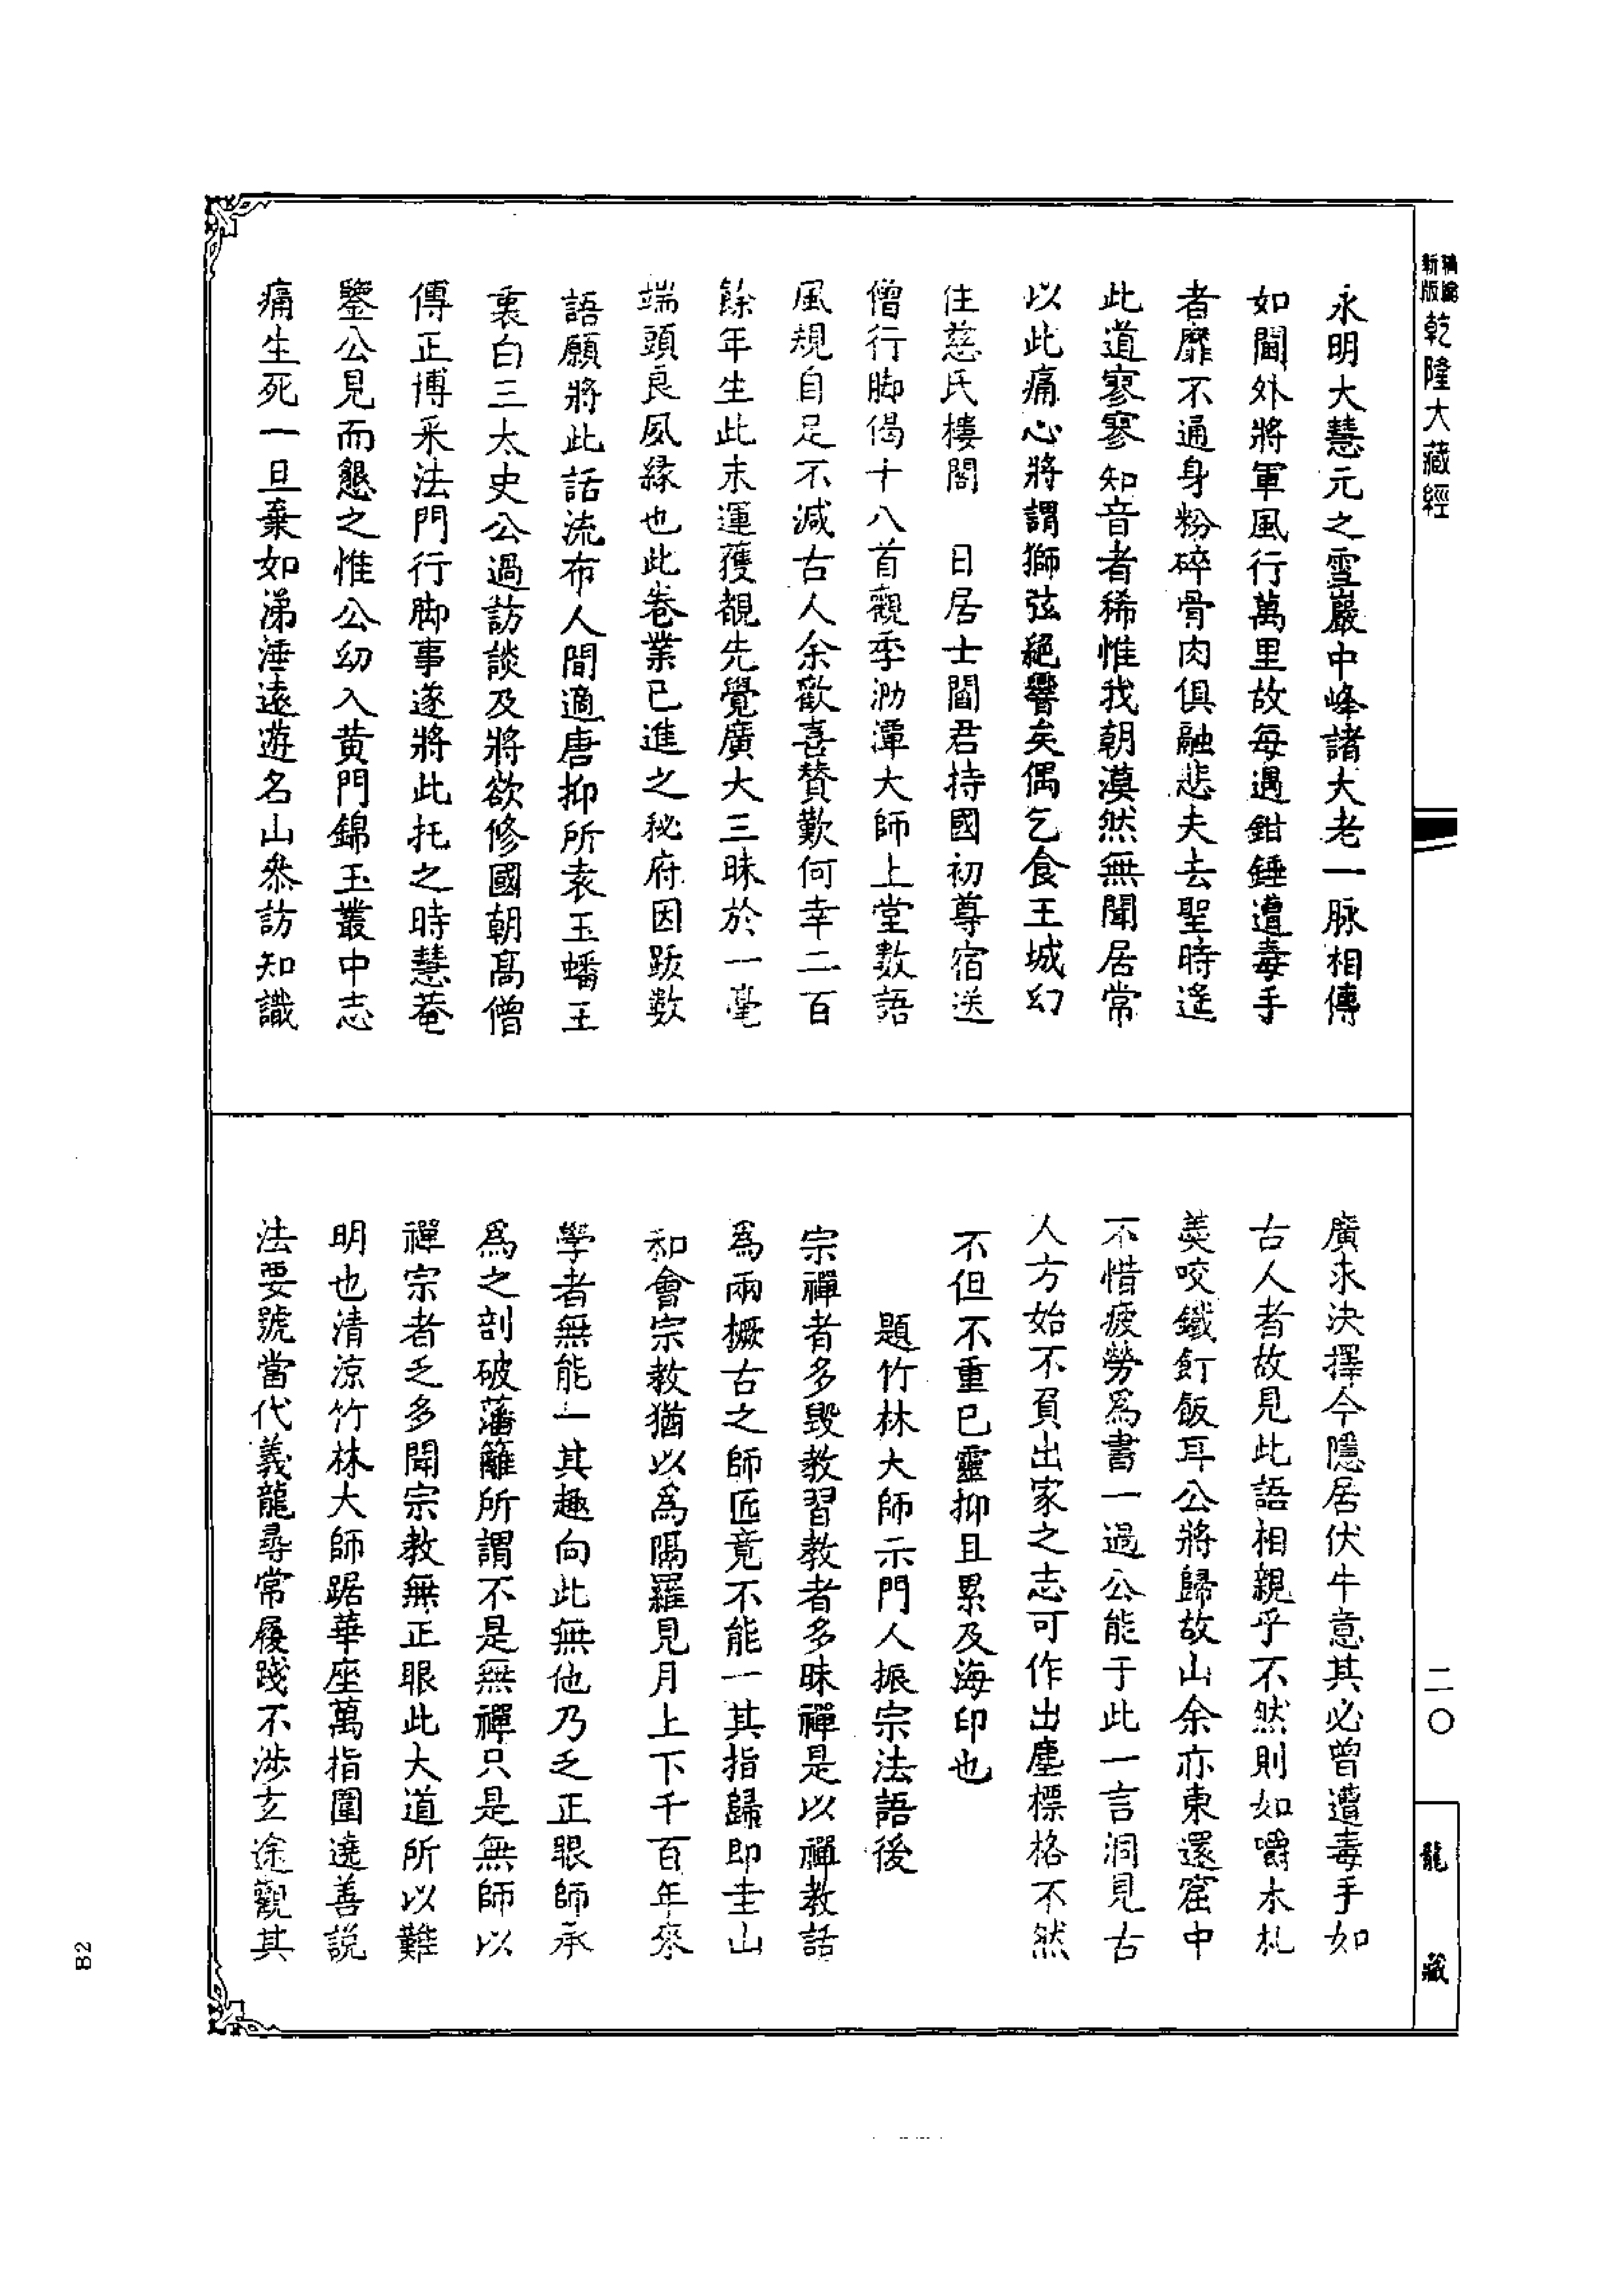 新版
乾隆大藏經
永明大慧元之雪巖中峰諸大老一脉相傳
如閫外將軍風行萬里故每遇鉗錘遭毒手
者靡不通身粉碎骨肉俱融悲夫去聖時遙
此道寥寥知音者稀惟我朝漠然無聞居常
以此痛心將謂獅弦絕響矣偶乞食王城幻
住慈氏樓閣　日居士閻君持國初尊宿送
僧行脚偈十八首觀季泐潭大師上堂數語
風規自足不減古人余歡喜贊歎何幸二百
餘年生此末運獲覩先覺廣大三昧於一毫
端頭良夙緣也此卷業已進之秘府因跋數
語願將此話流布人間適唐抑所袁玉蟠王
裏白三太史公過訪談及將欲修國朝高僧
傳正博采法門行脚事遂將此托之時慧菴
鑒公見而懇之惟公幼入黄門錦玉叢中志
痛生死一旦棄如涕涶遠遊名山叅訪知識
廣求決擇今隱居伏牛意其必曾遭毒手如
古人者故見此語相親乎不然則如嚼木札
羙咬鐵釘飯耳公將歸故山余亦東還窟中
不惜疲勞爲書一過公能于此一言洞見古
人方始不負出家之志可作出塵標格不然
不但不重已靈抑且累及海印也
題竹林大師示門人振宗法語後
宗禪者多毁教習教者多昧禪是以禪教話
爲兩橛古之師匠竟不能一其指歸即圭山
和會宗教猶以爲隔羅見月上下千百年來
學者無能一其趣向此無他乃乏正眼師承
爲之剖破藩籬所謂不是無禪只是無師以
禪宗者乏多聞宗教無正眼此大道所以難
明也清涼竹林大師踞華座萬指圍遶善説
法要號當代義龍尋常履踐不涉玄途觀其
二〇
龍藏
B2